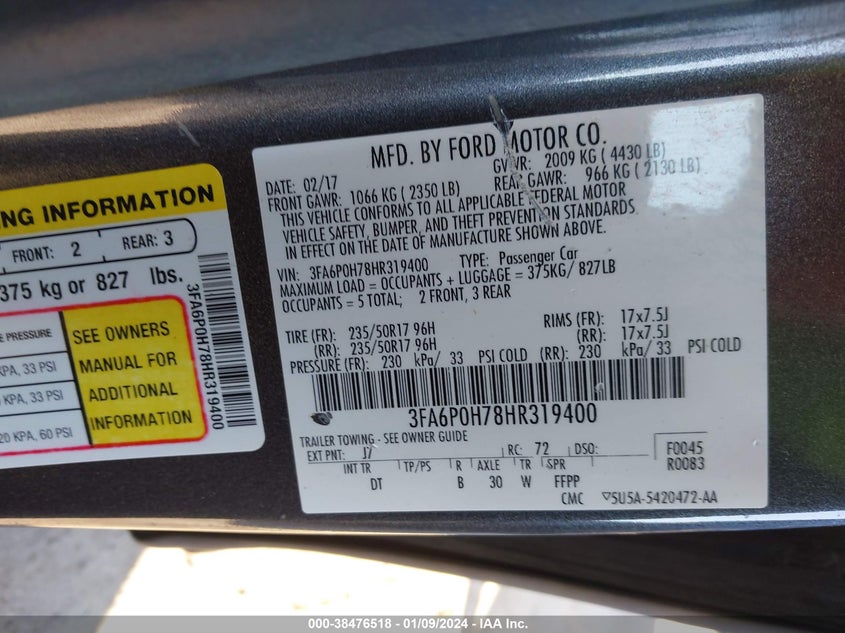 NG INFORMATION
FRONT: 2 REAR: 3
375 kg or 827 lbs.
E PRESSURE
KPA, 33 PSI
KPA, 33 PSI
20 KPA, 60 PSI
SEE OWNERS
MANUAL FOR
ADDITIONAL
INFORMATION
3FA6P0H78HR319400
MFD. BY FORD MOTOR CO.
DATE: 02/17 GVWR: 2009 KG ( 4430 LB)
FRONT GAWR: 1066 KG ( 2350 LB) REAR GAWR: 966 KG ( 2130 LB)
THIS VEHICLE CONFORMS TO ALL APPLICABLE FEDERAL MOTOR
VEHICLE SAFETY, BUMPER, AND THEFT PREVENTION STANDARDS
IN EFFECT ON THE DATE OF MANUFACTURE SHOWN ABOVE.
VIN: 3FA6P0H78HR319400 TYPE: Passenger Car
MAXIMUM LOAD = OCCUPANTS + LUGGAGE = 375KG/ 827LB
OCCUPANTS = 5 TOTAL; 2 FRONT, 3 REAR
TIRE (FR): 235/50R17 96H RIMS (FR): 17x7.5J
(RR): 235/50R17 96H (RR): 17x7.5J
PRESSURE (FR): 230 kPa/ 33 PSI COLD (RR): 230 kPa/ 33 PSI COLD
3FA6P0H78HR319400
TRAILER TOWING - SEE OWNER GUIDE
EXT PNT: J7 RC: 72 DSO: F0045
INT TR TP/PS R AXLE TR SPR R0083
DT B 30 W FFPP
CMC ▽5U5A-5420472-AA
000-38476518 - 01/09/2024 - IAA Inc.